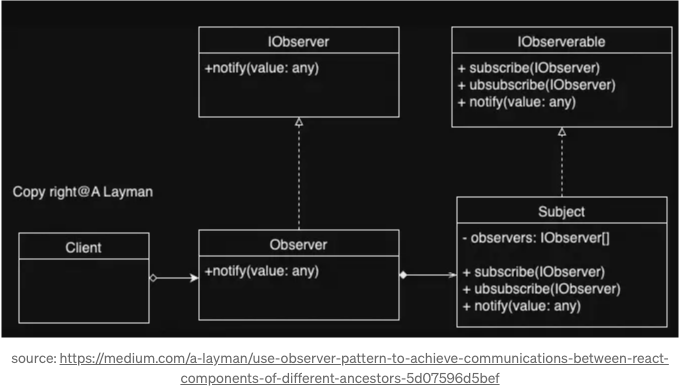 IObserver
+notify(value: any)
IObserverable
+ subscribe(IObserver)
+ ubsubscribe(IObserver)
+ notify(value: any)
Copy right@A Layman
Client
Observer
+notify(value: any)
Subject
- observers: IObserver[]
+ subscribe(IObserver)
+ ubsubscribe(IObserver)
+ notify(value: any)
source: https://medium.com/a-layman/use-observer-pattern-to-achieve-communications-between-react-
components-of-different-ancestors-5d07596d5bef